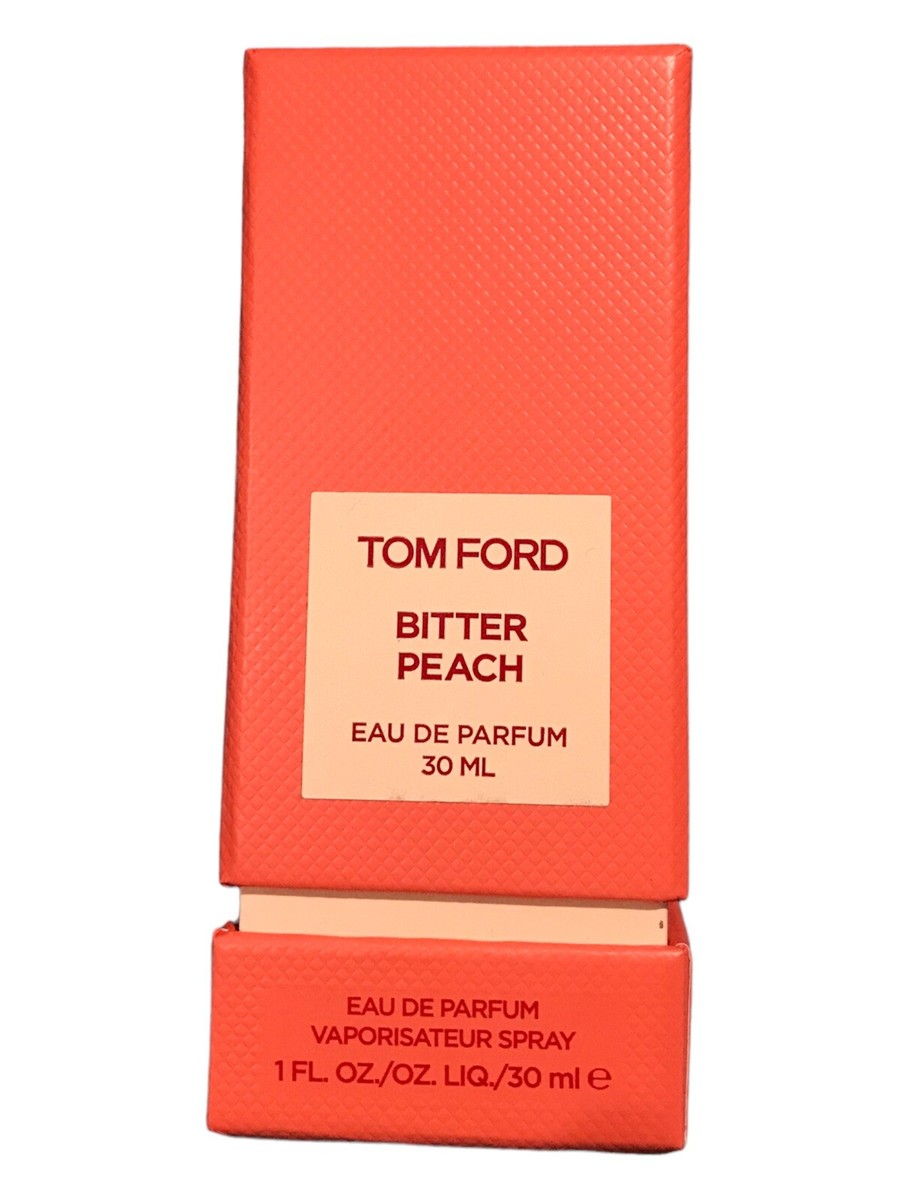 TOM FORD
BITTER
PEACH
EAU DE PARFUM
30 ML
EAU DE PARFUM
VAPORISATEUR SPRAY
1 FL. OZ./OZ. LIQ./30 ml ℮